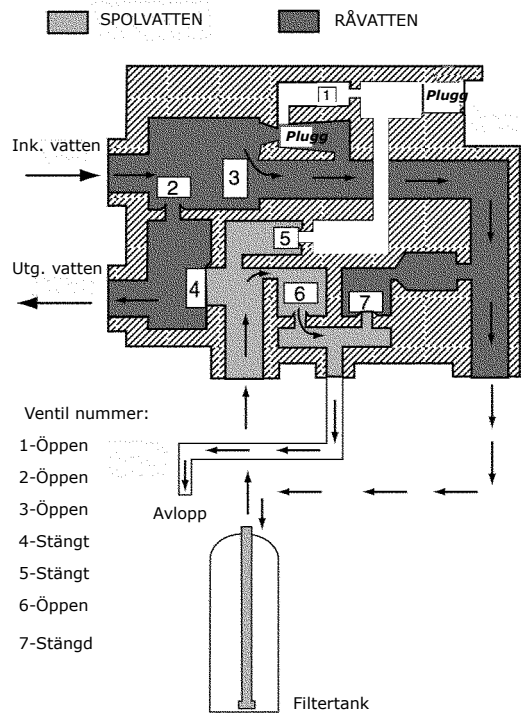 SPOLVATTEN RÅVATTEN
1 Plugg
Plugg
Ink. vatten
2 3
5
Utg. vatten
4 6 7
Ventil nummer:
1-Öppen
2-Öppen
3-Öppen
4-Stängt
5-Stängt
6-Öppen
7-Stängd
Avlopp
Filtertank